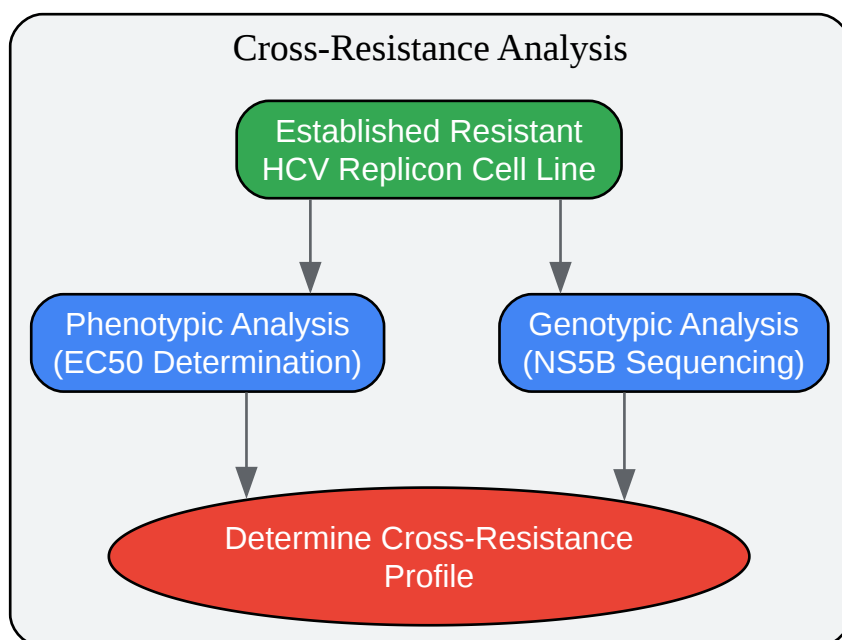 Cross-Resistance Analysis
Established Resistant
HCV Replicon Cell Line
Phenotypic Analysis
(EC50 Determination)
Genotypic Analysis
(NS5B Sequencing)
Determine Cross-Resistance
Profile